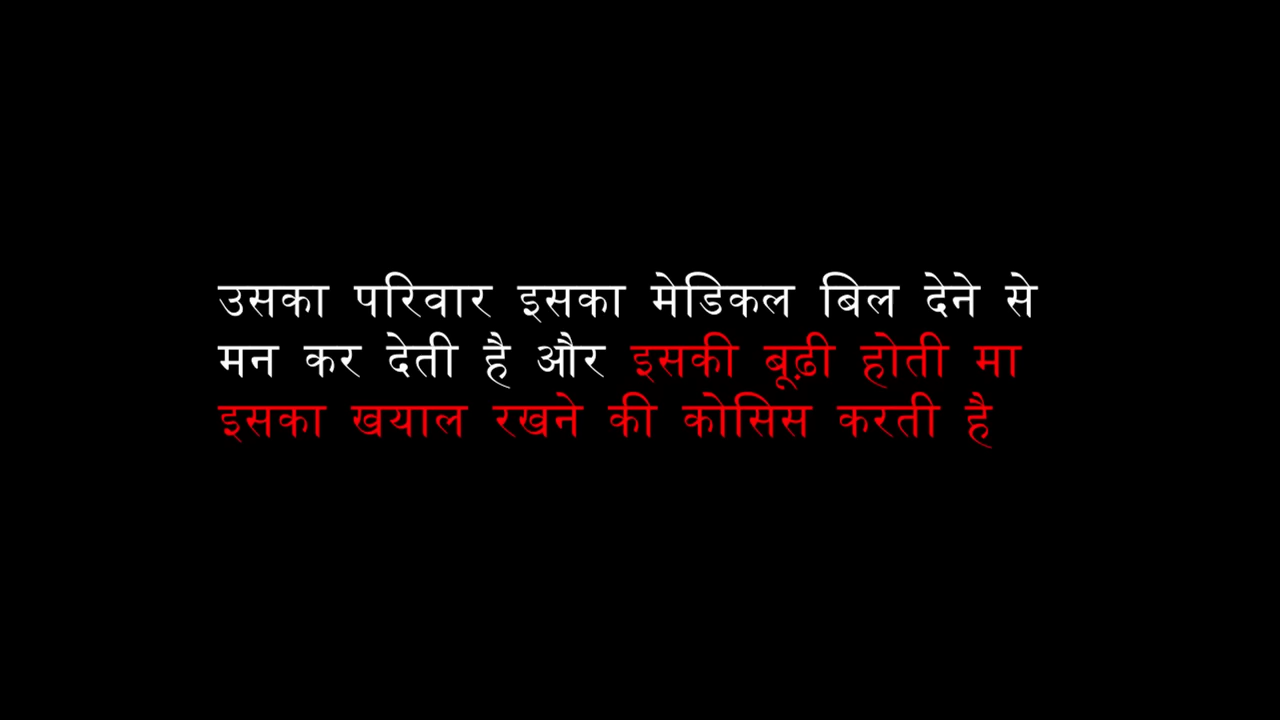 उसका परिवार इसका मेडिकल बिल देने से
मन कर देती है और इसकी बूढ़ी होती मा
इसका खयाल रखने की कोसिस करती है